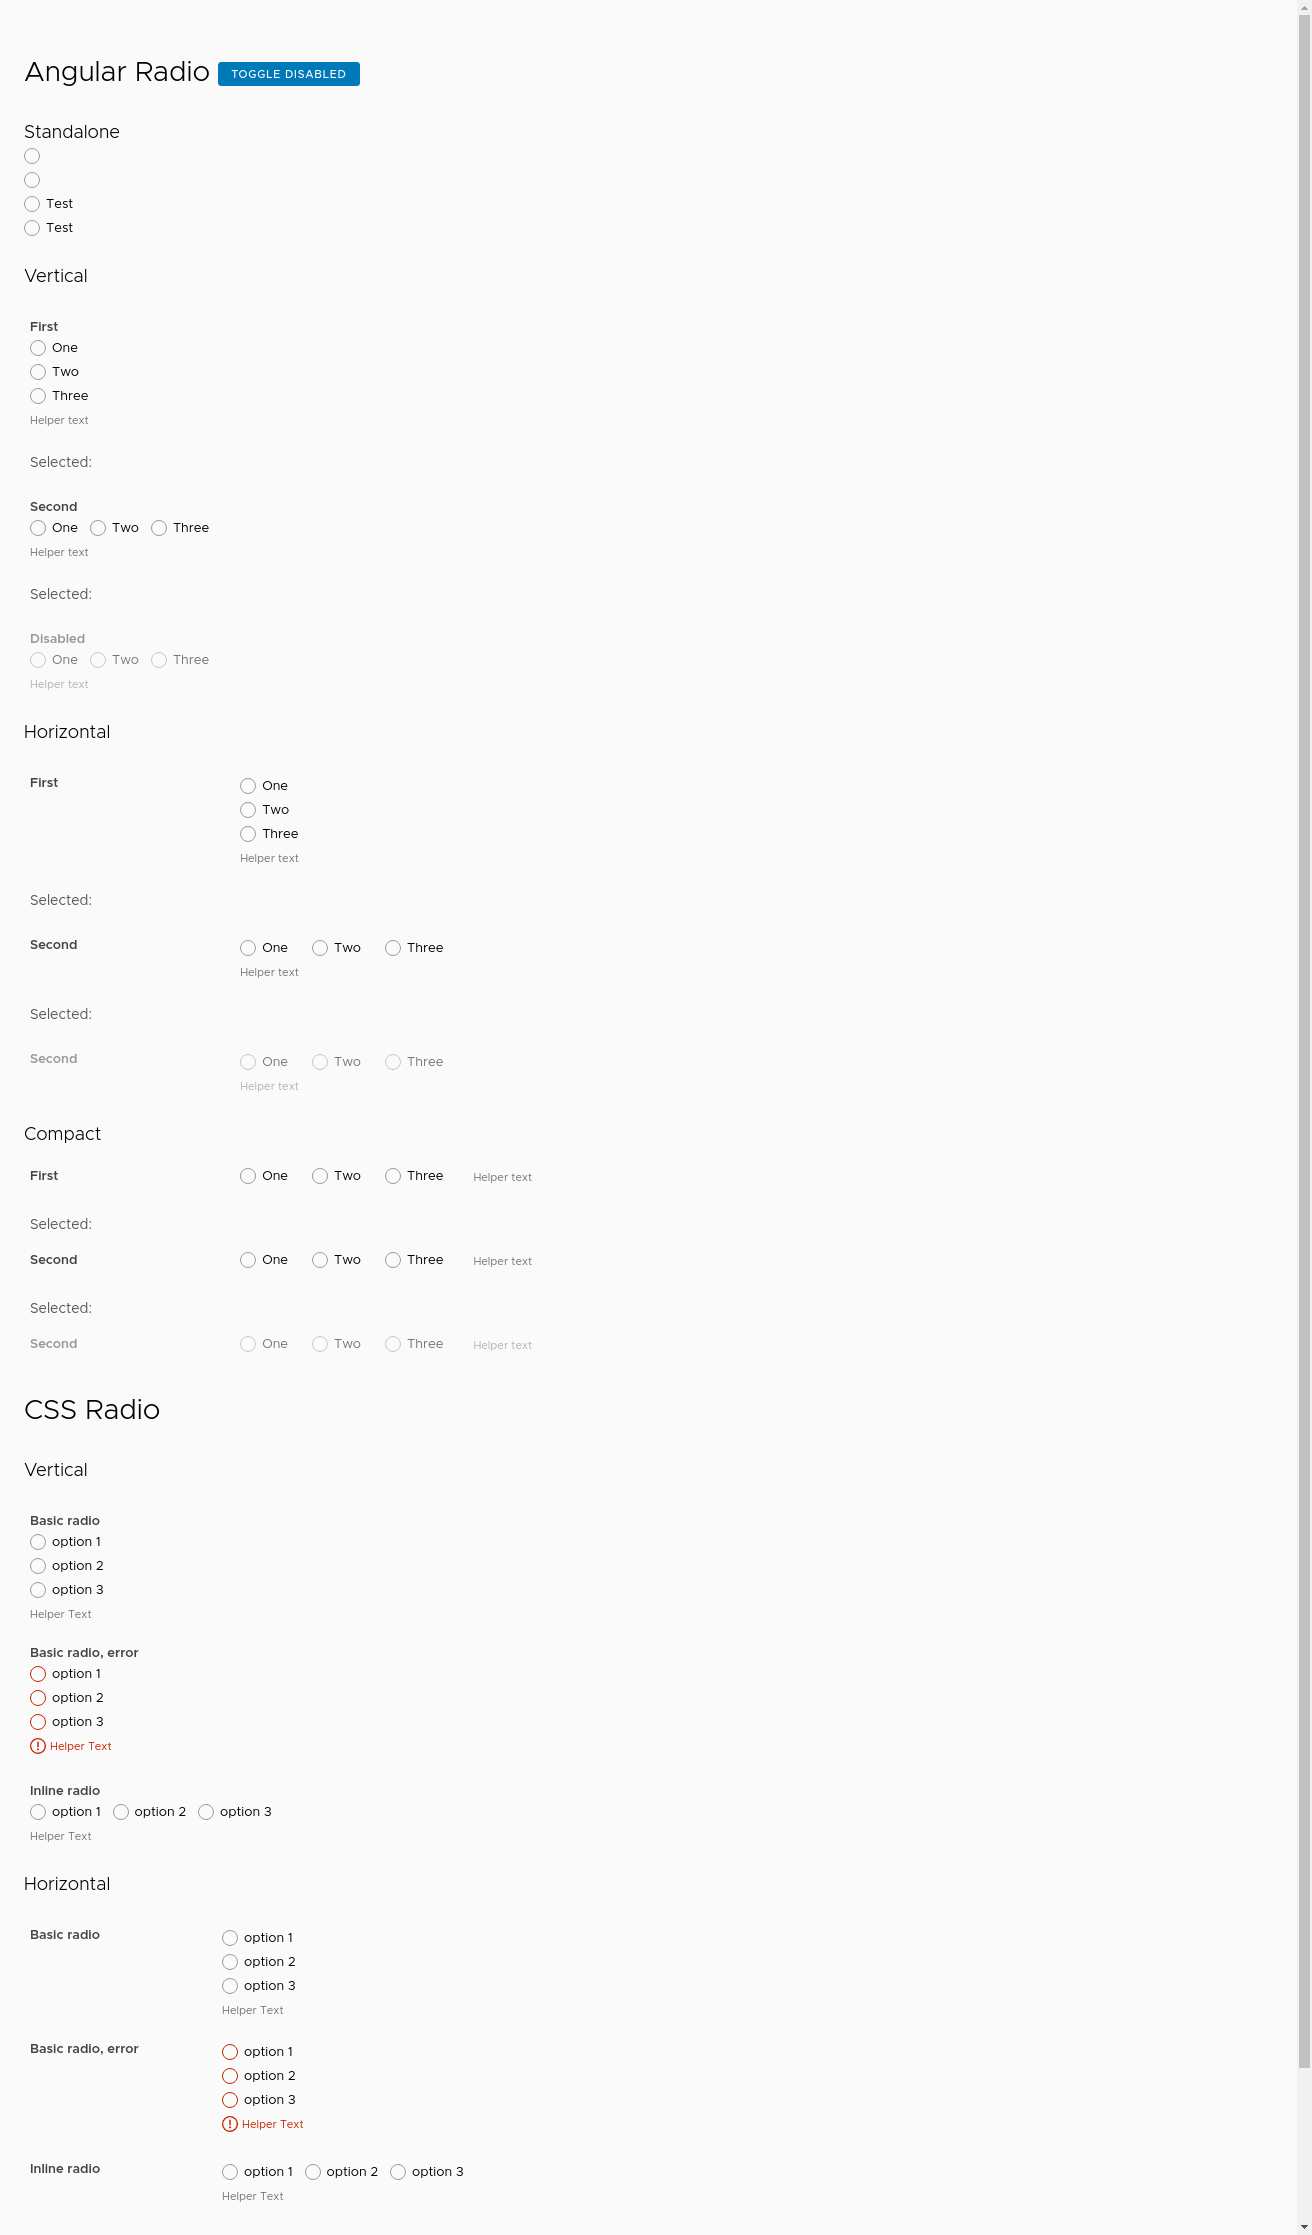 Angular Radio TOGGLE DISABLED
Standalone
Test
Test
Vertical
First
One
Two
Three
Helper text
Selected:
Second
One Two Three
Helper text
Selected:
Disabled
One Two Three
Helper text
Horizontal
First One
Two
Three
Helper text
Selected:
Second One Two Three
Helper text
Selected:
Second One Two Three
Helper text
Compact
First One Two Three Helper text
Selected:
Second One Two Three Helper text
Selected:
Second One Two Three Helper text
CSS Radio
Vertical
Basic radio
option 1
option 2
option 3
Helper Text
Basic radio, error
option 1
option 2
option 3
Helper Text
Inline radio
option 1 option 2 option 3
Helper Text
Horizontal
Basic radio option 1
option 2
option 3
Helper Text
Basic radio, error option 1
option 2
option 3
Helper Text
Inline radio option 1 option 2 option 3
Helper Text